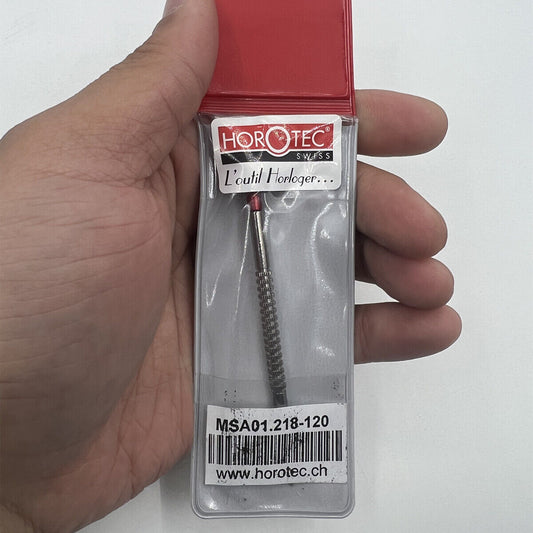 HOROTEC®
SWISS
L'outil Horloger...
MSA01.218-120
www.horotec.ch